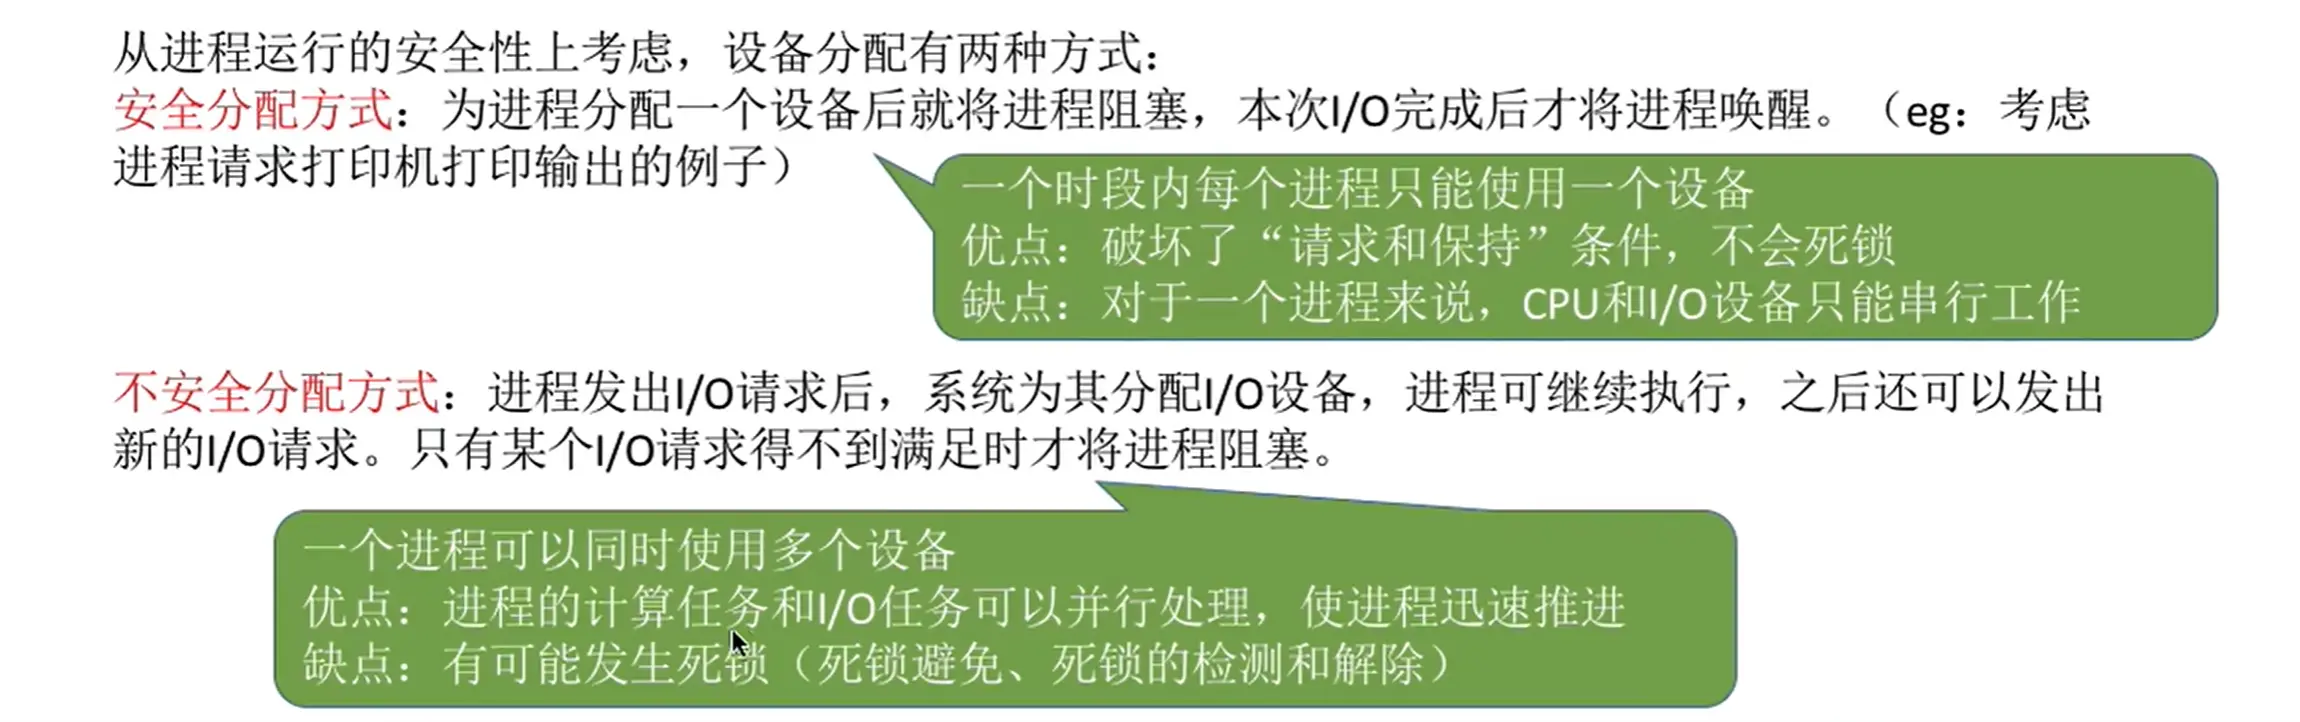 从进程运行的安全性上考虑，设备分配有两种方式：
安全分配方式：为进程分配一个设备后就将进程阻塞，本次I/O完成后才将进程唤醒。（eg：考虑
进程请求打印机打印输出的例子）
一个时段内每个进程只能使用一个设备
优点：破坏了“请求和保持”条件，不会死锁
缺点：对于一个进程来说，CPU和I/O设备只能串行工作
不安全分配方式：进程发出I/O请求后，系统为其分配I/O设备，进程可继续执行，之后还可以发出
新的I/O请求。只有某个I/O请求得不到满足时才将进程阻塞。
一个进程可以同时使用多个设备
优点：进程的计算任务和I/O任务可以并行处理，使进程迅速推进
缺点：有可能发生死锁（死锁避免、死锁的检测和解除）